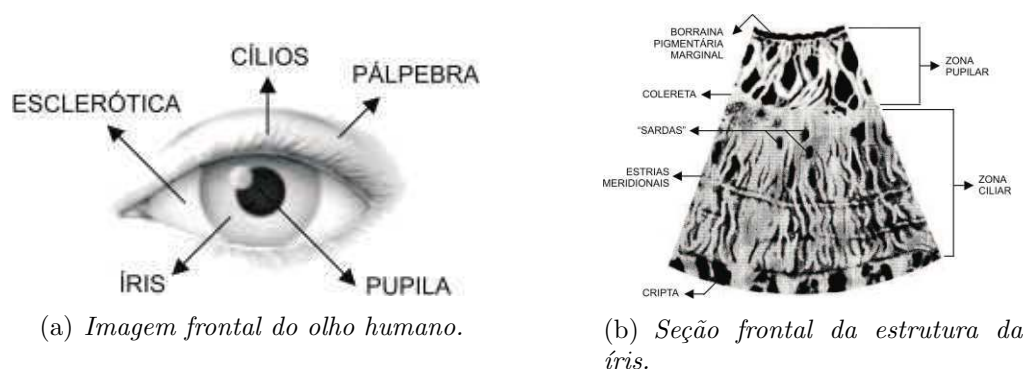 CÍLIOS
PÁLPEBRA
ESCLERÓTICA
ÍRIS
PUPILA
(a) Imagem frontal do olho humano.
BORRAINA
PIGMENTÁRIA
MARGINAL
ZONA
PUPILAR
COLERETA
“SARDAS”
ESTRIAS
MERIDIONAIS
ZONA
CILIAR
CRIPTA
(b) Seção frontal da estrutura da
íris.